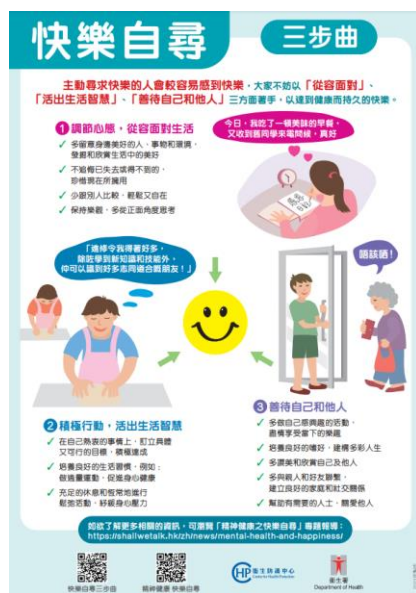 快樂自尋
三步曲
主動尋求快樂的人會較容易感到快樂，大家不妨以「從容面對」、
「活出生活智慧」、「善待自己和他人」三方面著手，以達到健康而持久的快樂。
1 調節心態，從容面對生活
✓ 多留意身邊美好的人、事物和環境，
發掘和欣賞生活中的美好
✓ 不追悔已失去或得不到的，
珍惜現在所擁有
✓ 少跟別人比較，輕鬆又自在
✓ 保持樂觀，多從正面角度思考
今日，我吃了一頓美味的早餐，
又收到舊同學來電問候，真好
「進修令我得著好多，
除咗學到新知識和技能外，
仲可以識到好多志同道合嘅朋友！」
唔該晒！
2 積極行動，活出生活智慧
✓ 在自己熱衷的事情上，訂立具體
又可行的目標，積極達成
✓ 培養良好的生活習慣，例如：
做適量運動，促進身心健康
✓ 充足的休息和恆常地進行
鬆弛活動，紓緩身心壓力
3 善待自己和他人
✓ 多做自己感興趣的活動，
盡情享受當下的樂趣
✓ 培養良好的嗜好，建構多彩人生
✓ 多讚美和欣賞自己及他人
✓ 多與親人和好友聯繫，
建立良好的家庭和社交關係
✓ 幫助有需要的人士，關愛他人
如欲了解更多相關的資訊，可瀏覽「精神健康之快樂自尋」專題報導：
https://shallwetalk.hk/zh/news/mental-health-and-happiness/
快樂自尋三步曲
精神健康 快樂自尋
CHP 衞生防護中心
Centre for Health Protection
衞生署
Department of Health